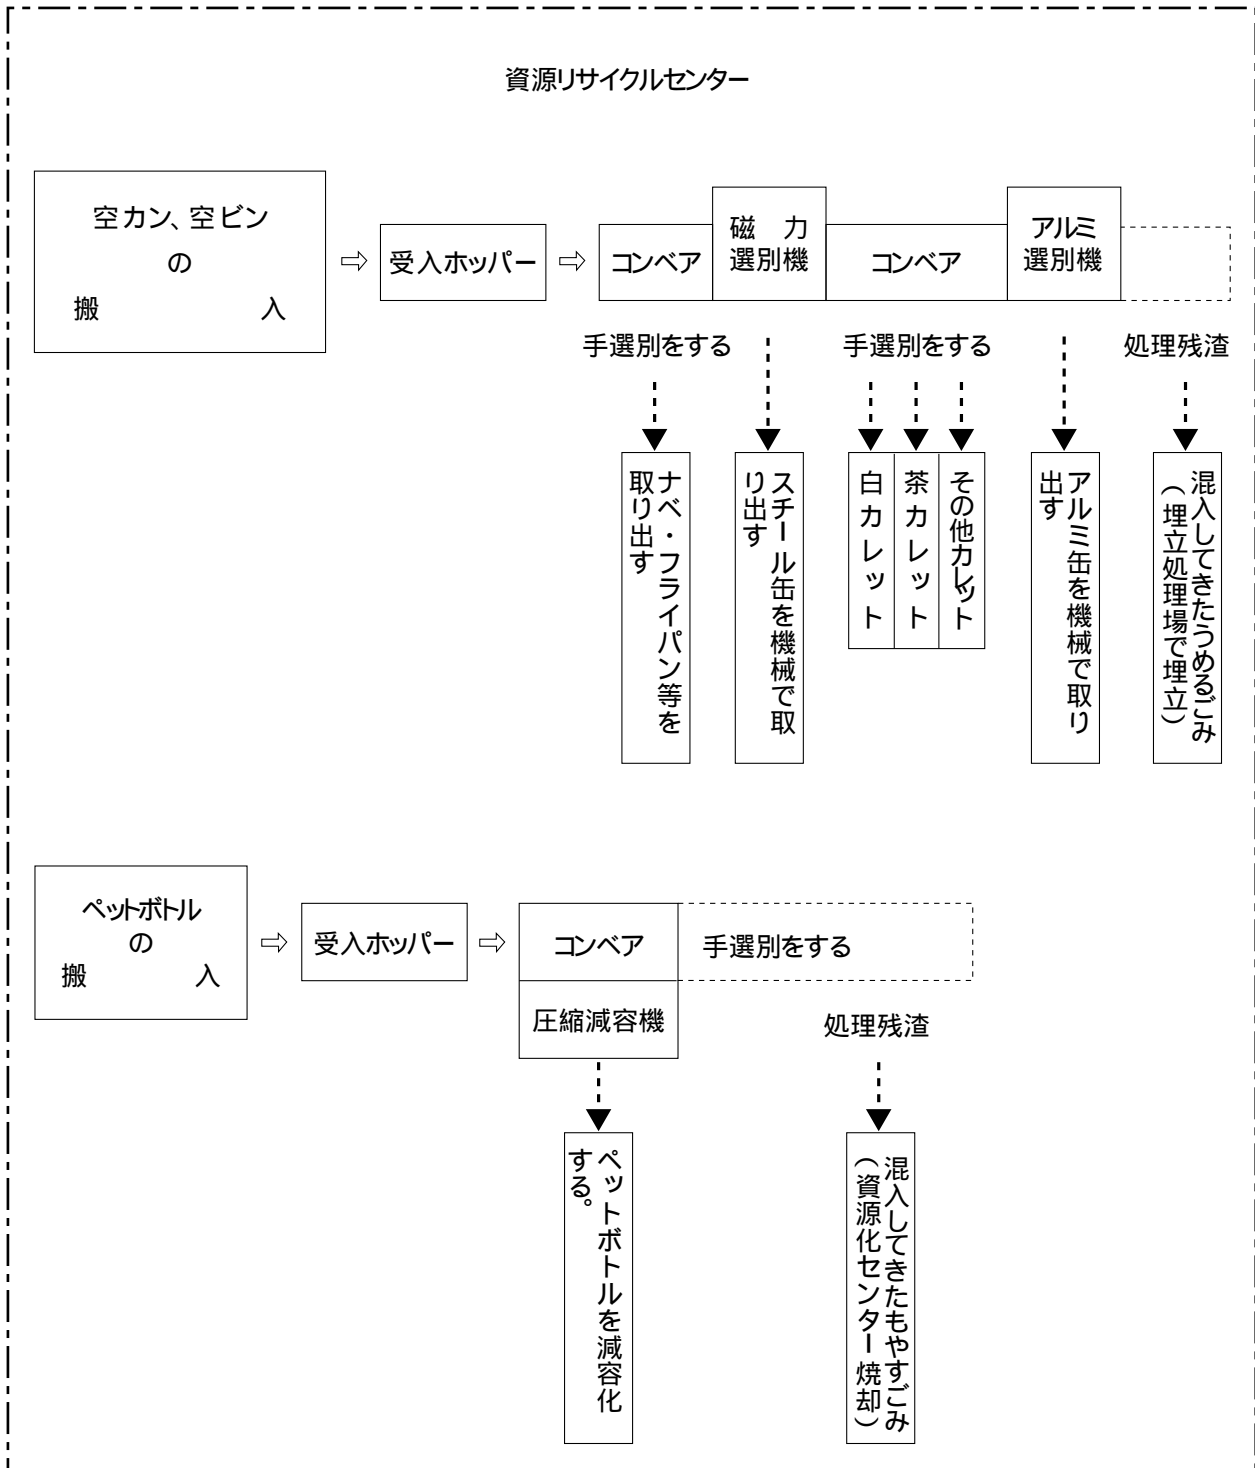 資源リサイクルセンター
空カン、空ビン
の
搬　入
受入ホッパー
コンベア
磁　力
選別機
コンベア
アルミ
選別機
手選別をする
手選別をする
処理残渣
ナベ・フライパン等を
取り出す
スチール缶を機械で取
り出す
白カレット
茶カレット
その他カレット
アルミ缶を機械で取り
出す
混入してきたうめるごみ
（埋立処理場で埋立）
ペットボトル
の
搬　入
受入ホッパー
コンベア
手選別をする
圧縮減容機
処理残渣
ペットボトルを減容化
する。
混入してきたもやすごみ
（資源化センター焼却）